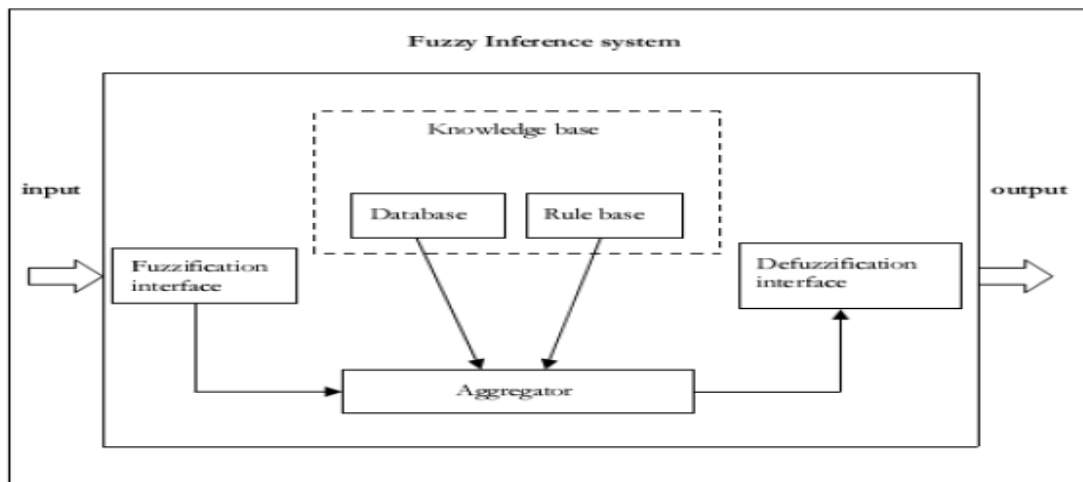 Fuzzy Inference system
Knowledge base
input
output
Database
Rule base
Fuzzification
interface
Defuzzification
interface
Aggregator